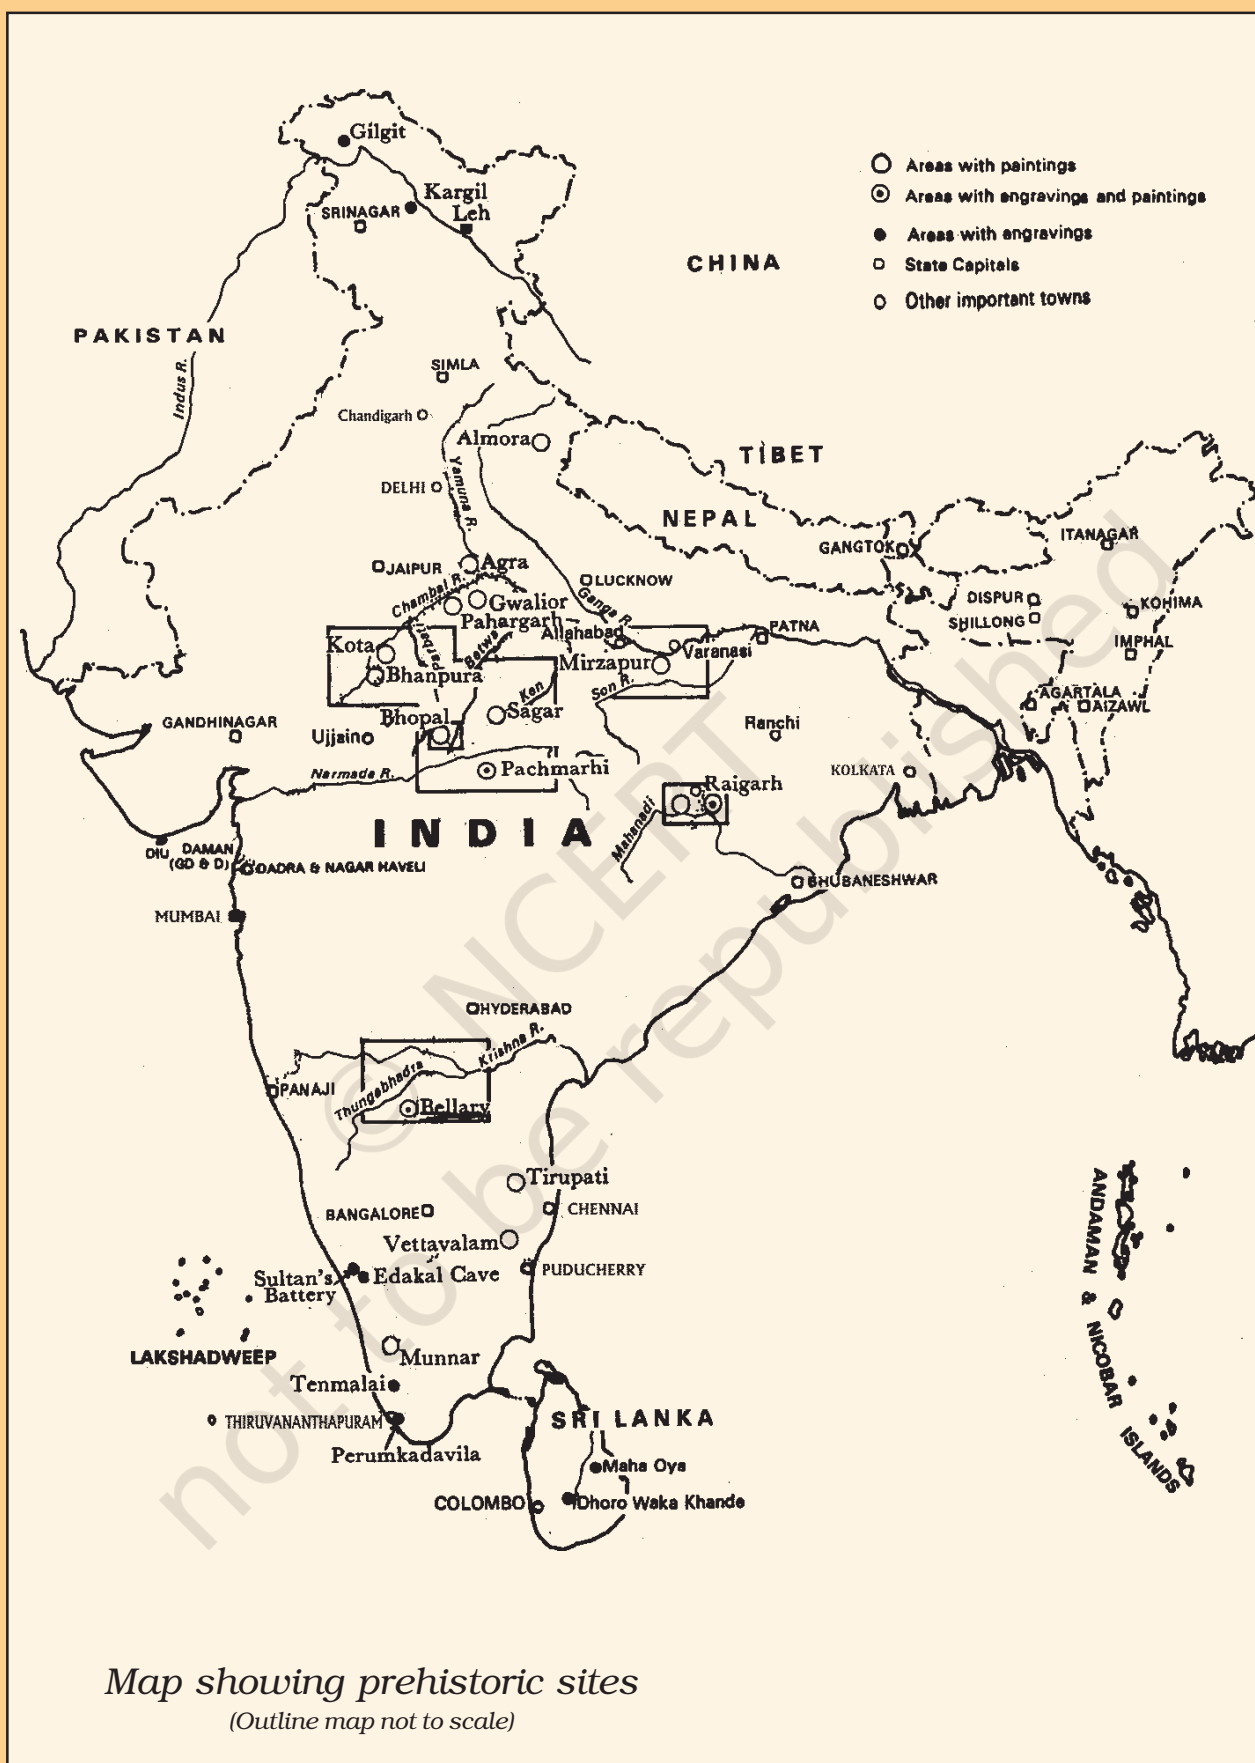 Gilgit
Kargil
Leh
SRINAGAR
Areas with paintings
Areas with engravings and paintings
Areas with engravings
State Capitals
Other important towns
CHINA
PAKISTAN
Indus R.
SIMLA
Chandigarh
Almora
DELHI
Yamuna R.
TIBET
NEPAL
GANGTOK
ITANAGAR
JAIPUR
Agra
LUCKNOW
Chambal R.
Gwalior
Ganga R.
DISPUR
KOHIMA
Pahargarh
SHILLONG
Allahabad
PATNA
IMPHAL
Kota
Parbati
Betwa
Varanasi
Mirzapur
Bhanpura
Ken
Son R.
AGARTALA
AIZAWL
Bhopal
Sagar
GANDHINAGAR
Ujjain
Ranchi
Narmada R.
Pachmarhi
KOLKATA
Raigarh
Mahanadi
INDIA
DIU
DAMAN
(GD & D)
DADRA & NAGAR HAVELI
BHUBANESHWAR
MUMBAI
HYDERABAD
Krishna R.
Thungabhadra
PANAJI
Bellary
Tirupati
BANGALORE
CHENNAI
Vettavalam
Sultan's
Battery
Edakal Cave
PUDUCHERRY
ANDAMAN & NICOBAR ISLANDS
LAKSHADWEEP
Munnar
Tenmalai
THIRUVANANTHAPURAM
SRI LANKA
Perumkadavila
Maha Oya
COLOMBO
Dhoro Waka Khande
© NCERT
not to be republished
Map showing prehistoric sites
(Outline map not to scale)